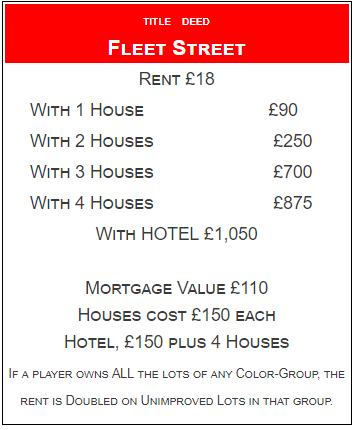 TITLE DEED
FLEET STREET
RENT £18
WITH 1 HOUSE £90
WITH 2 HOUSES £250
WITH 3 HOUSES £700
WITH 4 HOUSES £875
WITH HOTEL £1,050
MORTGAGE VALUE £110
HOUSES COST £150 EACH
HOTEL, £150 PLUS 4 HOUSES
IF A PLAYER OWNS ALL THE LOTS OF ANY COLOR-GROUP, THE
RENT IS DOUBLED ON UNIMPROVED LOTS IN THAT GROUP.